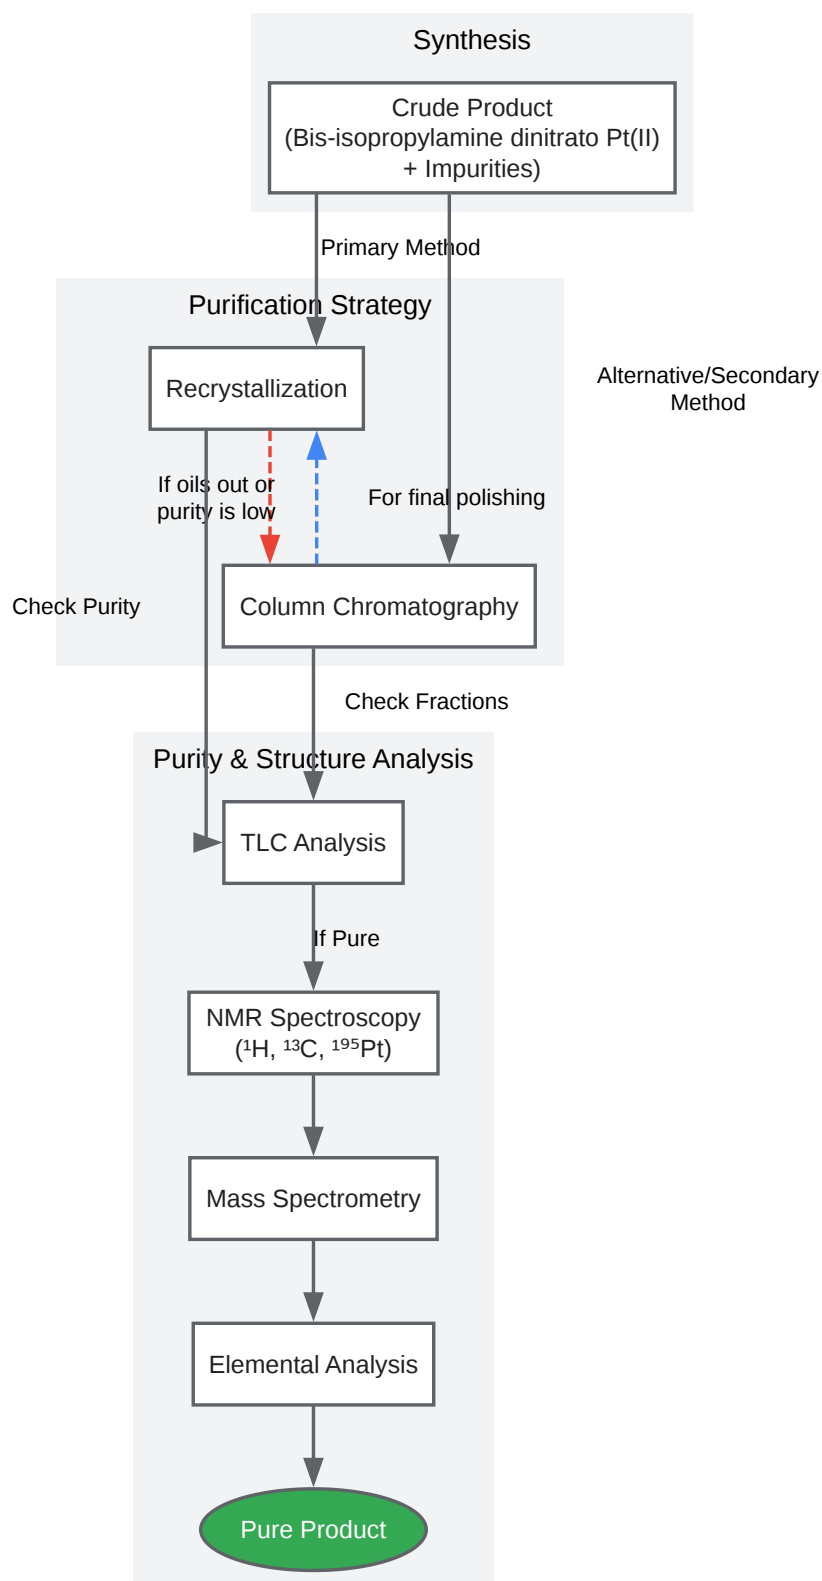 Synthesis
Crude Product
(Bis-isopropylamine dinitrato Pt(II)
+ Impurities)
Primary Method
Purification Strategy
Recrystallization
Alternative/Secondary
Method
If oils out or
purity is low
For final polishing
Column Chromatography
Check Purity
Check Fractions
Purity & Structure Analysis
TLC Analysis
If Pure
NMR Spectroscopy
(¹H, ¹³C, ¹⁹⁵Pt)
Mass Spectrometry
Elemental Analysis
Pure Product